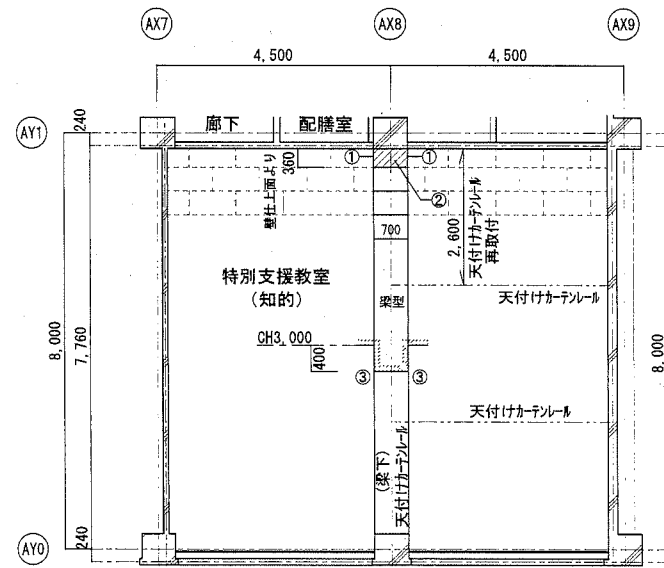 AX7
AX8
AX9
4,500
4,500
AY1
240
廊下
配膳室
①
①
360
壁仕上面より
②
700
2,600
天付けカーテンレール
再取付
特別支援教室
(知的)
梁型
天付けカーテンレール
CH3,000
400
8,000
7,760
8,000
③
③
天付けカーテンレール
(梁下)
天付けカーテンレール
AY0
240